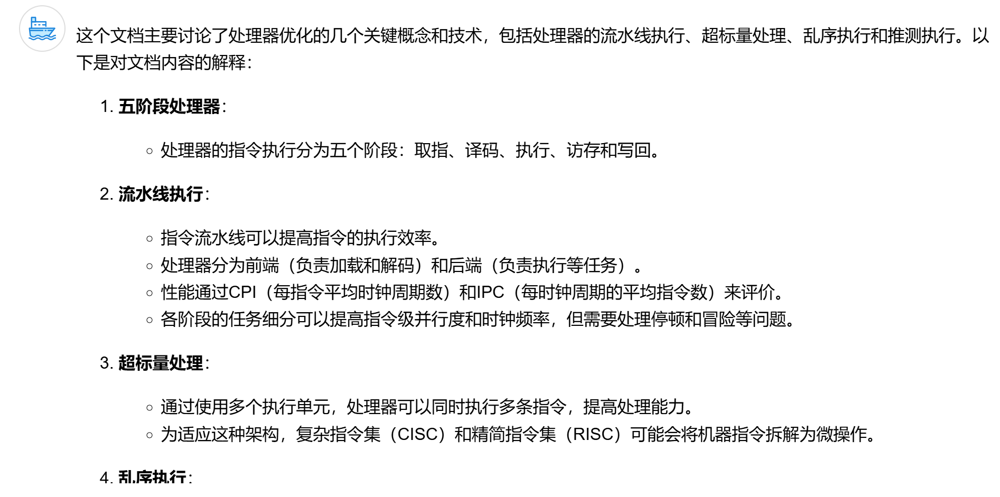 这个文档主要讨论了处理器优化的几个关键概念和技术，包括处理器的流水线执行、超标量处理、乱序执行和推测执行。以
下是对文档内容的解释：
1. 五阶段处理器：
◦ 处理器的指令执行分为五个阶段：取指、译码、执行、访存和写回。
2. 流水线执行：
◦ 指令流水线可以提高指令的执行效率。
◦ 处理器分为前端（负责加载和解码）和后端（负责执行等任务）。
◦ 性能通过CPI（每指令平均时钟周期数）和IPC（每时钟周期的平均指令数）来评价。
◦ 各阶段的任务细分可以提高指令级并行度和时钟频率，但需要处理停顿和冒险等问题。
3. 超标量处理：
◦ 通过使用多个执行单元，处理器可以同时执行多条指令，提高处理能力。
◦ 为适应这种架构，复杂指令集（CISC）和精简指令集（RISC）可能会将机器指令拆解为微操作。
4. 乱序执行：